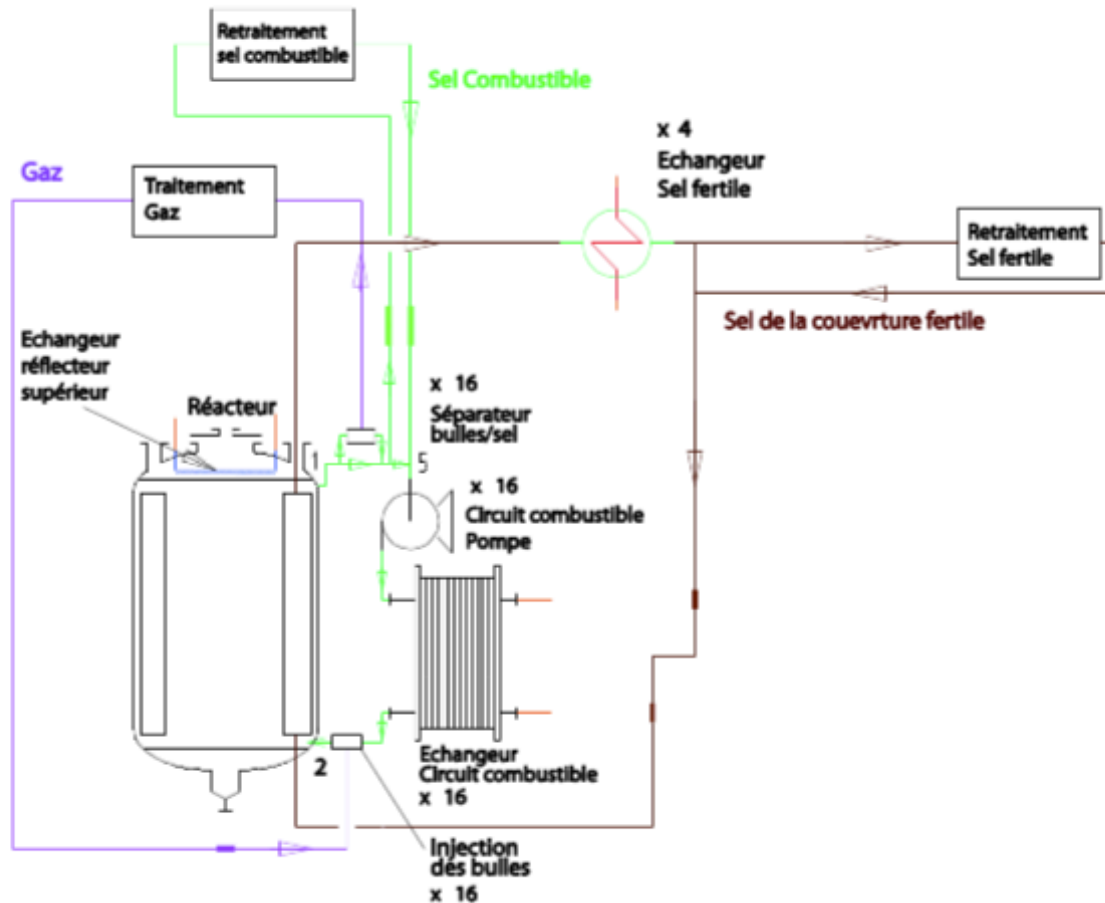 Retraitement
sel combustible
Sel Combustible
x 4
Echangeur
Sel fertile
Gaz
Traitement
Gaz
Retraitement
Sel fertile
Sel de la couevrture fertile
Echangeur
réflecteur
supérieur
Réacteur
x 16
Séparateur
bulles/sel
1
5
x 16
Circuit combustible
Pompe
2
Echangeur
Circuit combustible
x 16
Injection
des bulles
x 16